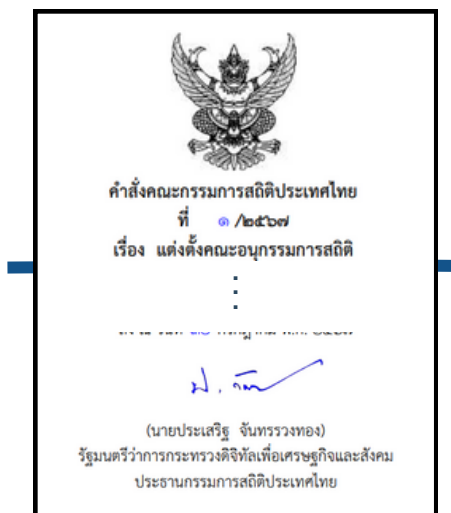 คำสั่งคณะกรรมการสถิติประเทศไทย
ที่ ๑ /๒๕๖๗
เรื่อง แต่งตั้งคณะอนุกรรมการสถิติ
(นายประเสริฐ จันทรรวงทอง)
รัฐมนตรีว่าการกระทรวงดิจิทัลเพื่อเศรษฐกิจและสังคม
ประธานกรรมการสถิติประเทศไทย